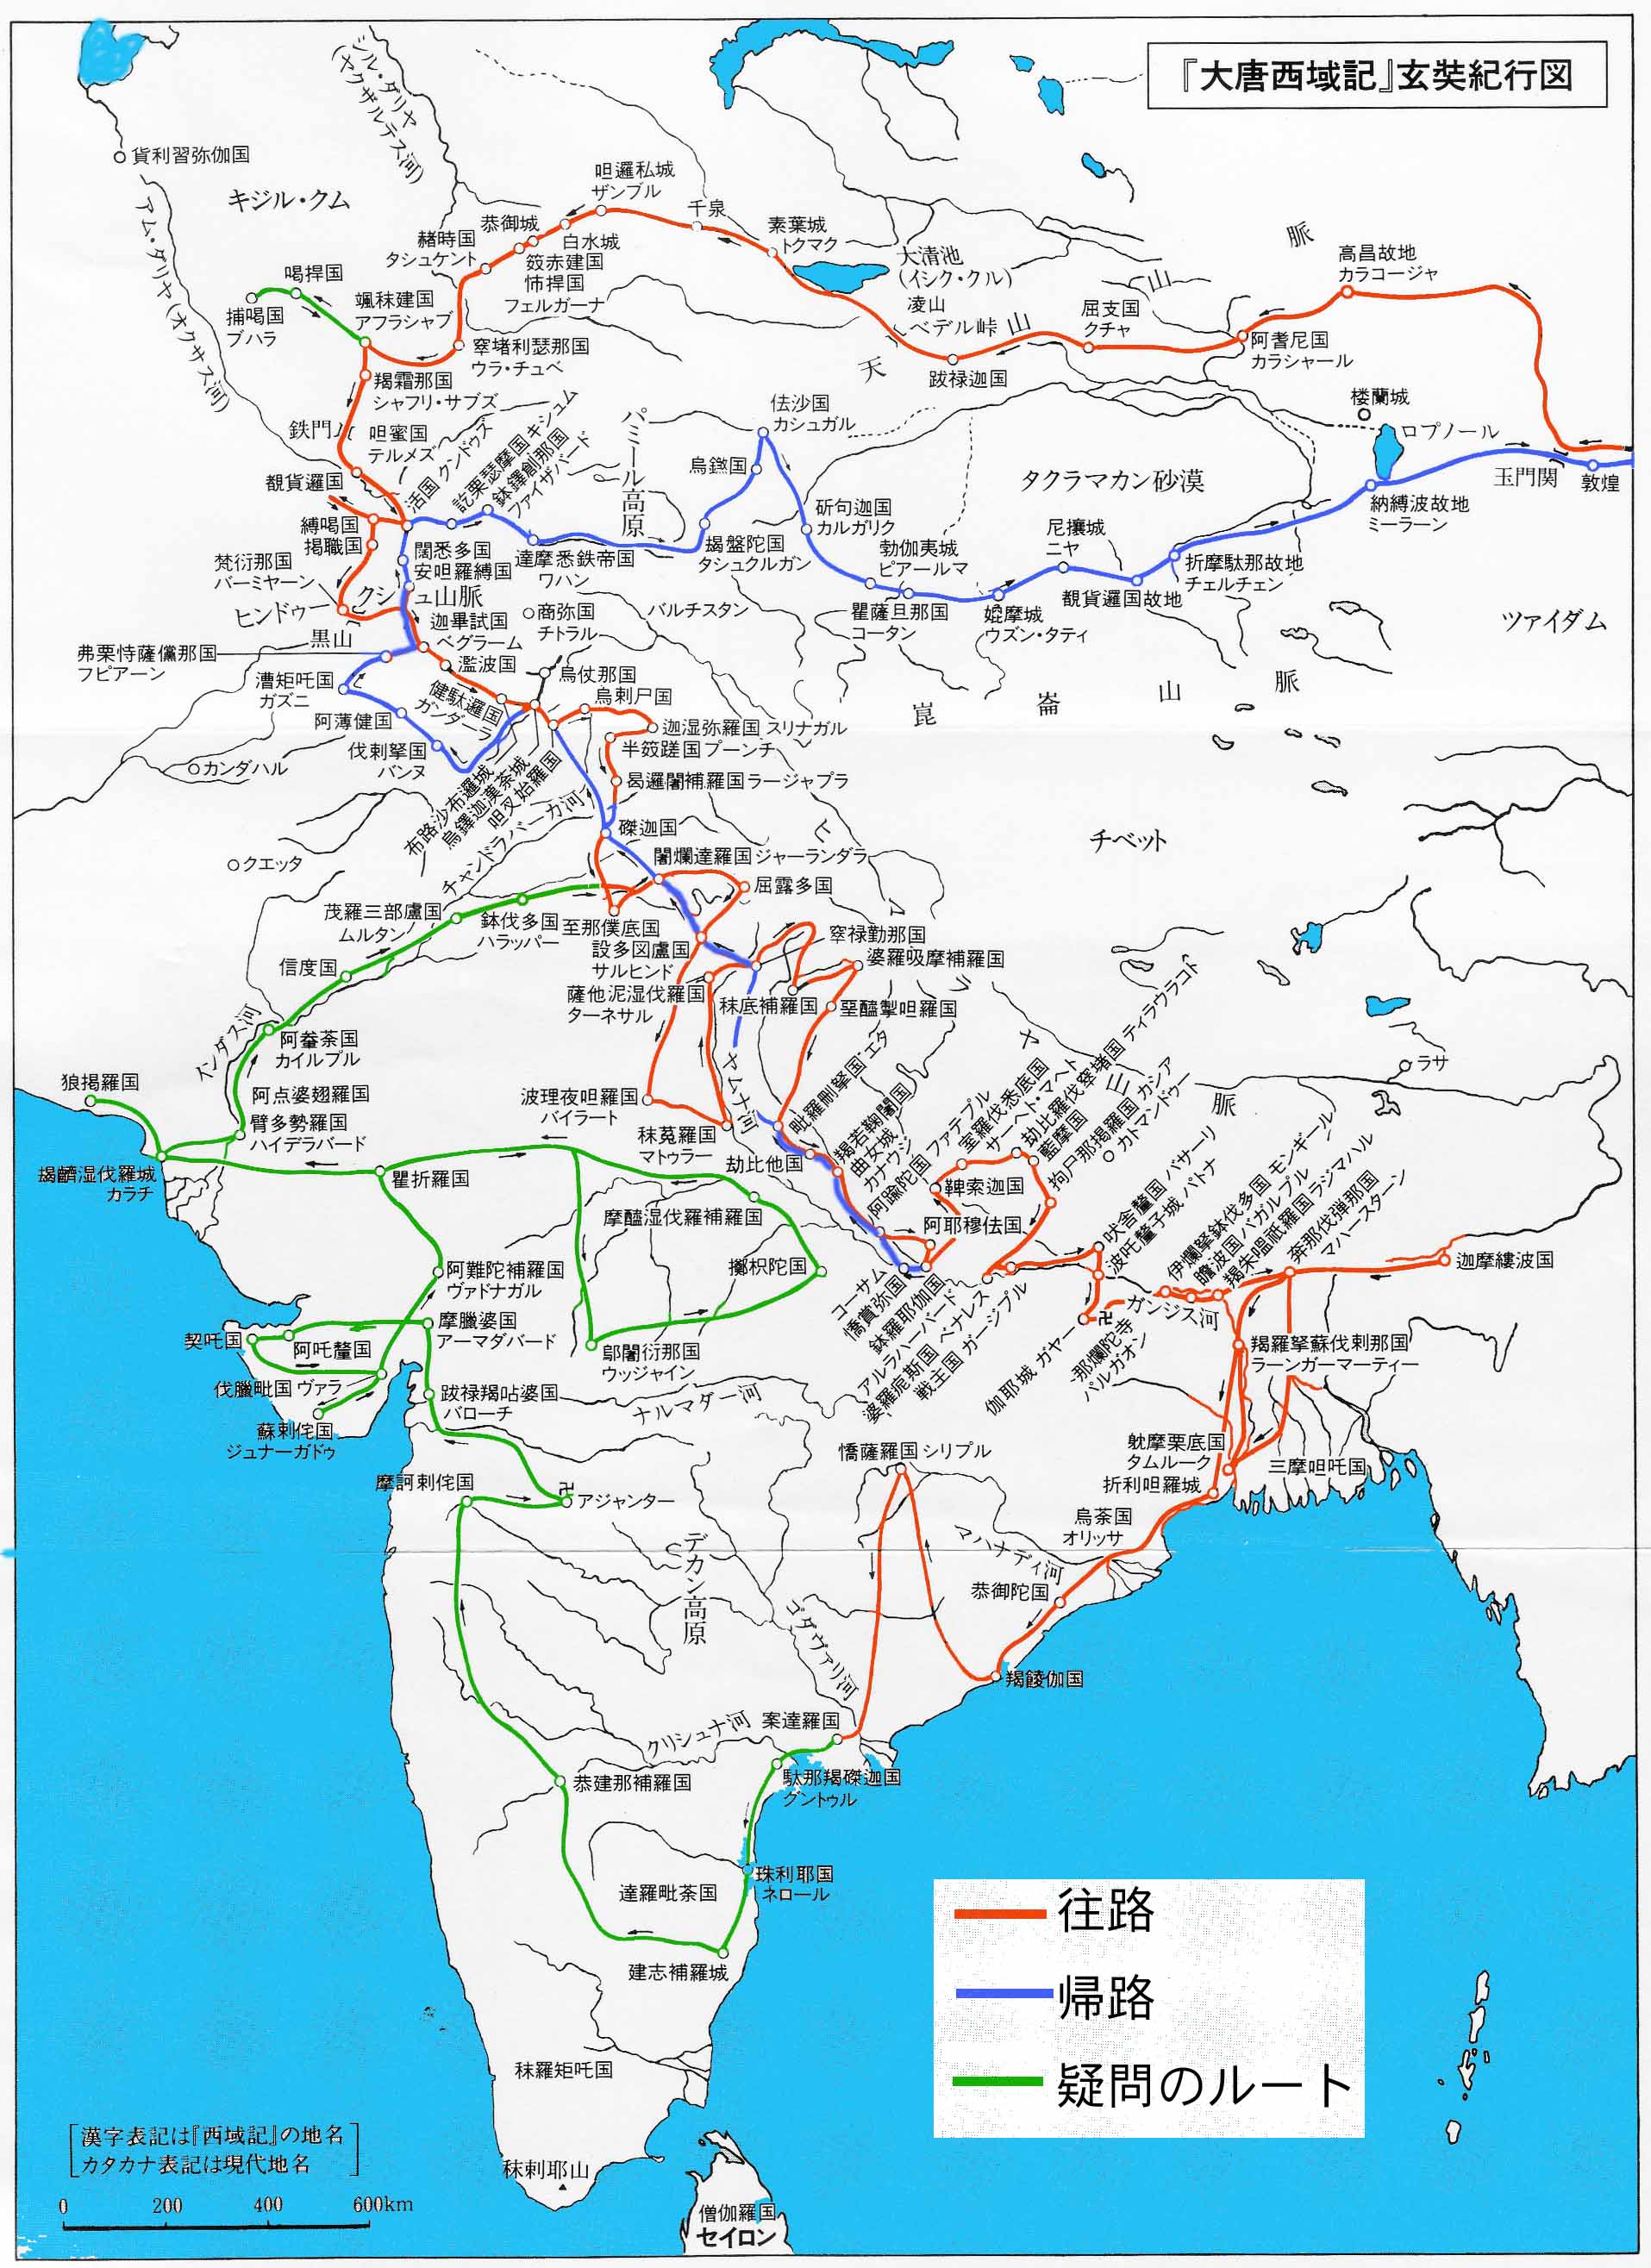 『大唐西域記』玄奘紀行図
シル・ダリヤ
(ヤクザルテス河)
貨利習弥伽国
キジル・クム
アム・ダリヤ(オクサス河)
呾邏私城
ザンブル
千泉
素葉城
トクマク
恭御城
白水城
赭時国
タシュケント
笯赤建国
㤄捍国
フェルガーナ
大清池
(イシク・クル)
凌山
ベデル峠
天
山
山
脈
高昌故地
カラコージャ
屈支国
クチャ
阿耆尼国
カラシャール
跋禄迦国
喝捍国
捕喝国
ブハラ
颯秣建国
アフラシャブ
窣堵利瑟那国
ウラ・チュベ
羯霜那国
シャフリ・サブズ
鉄門
呾蜜国
テルメズ
覩貨邏国
活国 クンドゥズ
訖栗瑟摩国 キシュム
鉢鐸創那国
ファイザバード
パミール高原
佉沙国
カシュガル
烏鎩国
斫句迦国
カルガリク
タクラマカン砂漠
楼蘭城
ロプノール
玉門関
敦煌
納縛波故地
ミーラーン
縛喝国
掲職国
梵衍那国
バーミヤーン
闊悉多国
安呾羅縛国
達摩悉鉄帝国
ワハン
掲盤陀国
タシュクルガン
勃伽夷城
ピアールマ
尼攘城
ニヤ
折摩駄那故地
チェルチェン
覩貨邏国故地
瞿薩旦那国
コータン
媲摩城
ウズン・タティ
ツァイダム
ヒンドゥークシュ山脈
黒山
迦畢試国
ベグラーム
商弥国
チトラル
バルチスタン
弗栗恃薩儻那国
フピアーン
濫波国
烏仗那国
烏剌尸国
漕矩吒国
ガズニ
健駄邏国
ガンダーラ
迦湿弥羅国 スリナガル
半笯蹉国 プーンチ
阿薄健国
伐剌拏国
バンヌ
カンダハル
曷邏闍補羅国 ラージャプラ
布路沙布邏城
烏鐸迦漢荼城
呾叉始羅国
崑
崙
山
脈
チベット
クエッタ
チャンドラバーカ河
磔迦国
闍爛達羅国 ジャーランダラ
屈露多国
茂羅三部盧国
ムルタン
鉢伐多国
ハラッパー
至那僕底国
設多図盧国
サルヒンド
信度国
薩他泥湿伐羅国
ターネサル
窣禄勤那国
婆羅吸摩補羅国
秣底補羅国
堊醯掣呾羅国
ヒ
マ
ラ
ヤ
山
脈
インダス河
阿軬荼国
カイルプル
狼掲羅国
阿点婆翅羅国
臂多勢羅国
ハイデラバード
波理夜呾羅国
バイラート
秣菟羅国
マトゥラー
ヤムナ河
毗羅刪拏国 エタ
劫比他国
羯若鞠闍国
曲女城
カナウジ
阿踰陀国 ファテプル
室羅伐悉底国
サヘート・マヘト
劫比羅伐窣堵国 ティラウラコト
藍摩国
拘尸那掲羅国 カシア
カトマンドゥー
ラサ
朅䶩湿伐羅城
カラチ
瞿折羅国
摩醯湿伐羅補羅国
鞞索迦国
阿耶穆佉国
吠舎釐国 バサーリ
波吒釐子城 パトナ
伊爛拏鉢伐多国 モンギール
瞻波国 バガルプル
羯朱嗢祇羅国 ラジマハル
奔那伐弾那国
マハースターン
迦摩縷波国
阿難陀補羅国
ヴァドナガル
擲枳陀国
コーサム
憍賞弥国
鉢羅耶伽国
アルラハーバード
婆羅痆斯国 ベナレス
戦主国 ガージプル
伽耶城 ガヤー
卍
那爛陀寺
バルガオン
ガンジス河
羯羅拏蘇伐剌那国
ラーンガーマーティー
契吒国
阿吒釐国
摩臘婆国
アーマダバード
伐臘毗国 ヴァラ
蘇剌侘国
ジュナーガドゥ
鄔闍衍那国
ウッジャイン
跋禄羯呫婆国
バローチ
ナルマダー河
憍薩羅国 シリプル
躭摩栗底国
タムルーク
折利呾羅城
三摩呾吒国
摩訶剌侘国
卍
アジャンター
烏荼国
オリッサ
マハナディ河
恭御陀国
羯𩜁伽国
デカン高原
ゴダヴァリ河
クリシュナ河
案達羅国
駄那羯磔迦国
グントゥル
恭建那補羅国
珠利耶国
ネロール
達羅毗荼国
建志補羅城
秣羅矩吒国
秣剌耶山
僧伽羅国
セイロン
往路
帰路
疑問のルート
漢字表記は『西域記』の地名
カタカナ表記は現代地名
0 200 400 600km